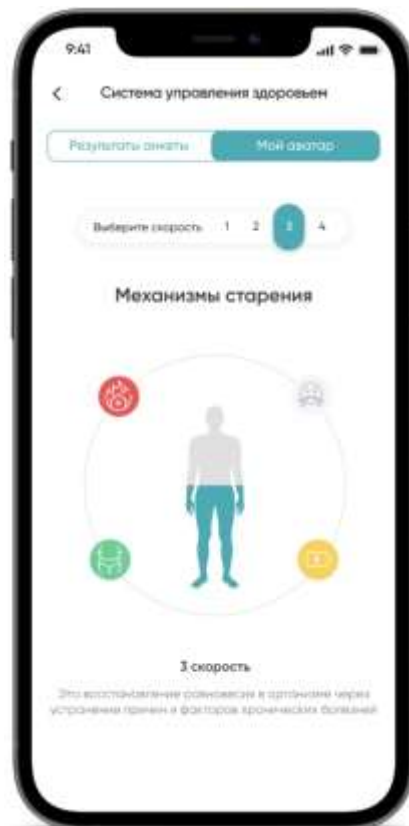 9:41
Система управления здоровьем
Результаты анкеты Мой аватар
Выберите скорость 1 2 3 4
Механизмы старения
3 скорость
Это восстановление равновесия в организме через
устранение причин и факторов хронических болезней